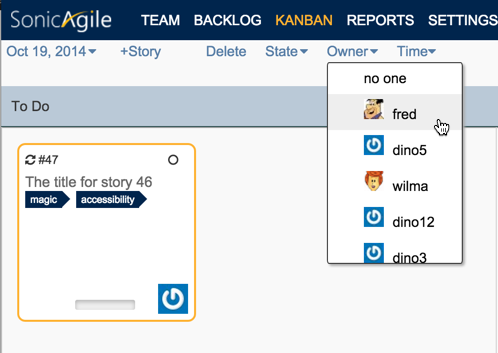 SonicAgile TEAM BACKLOG KANBAN REPORTS SETTINGS
Oct 19, 2014 +Story Delete State Owner Time
no one
To Do
fred
dino5
#47
The title for story 46
wilma
magic accessibility
dino12
dino3